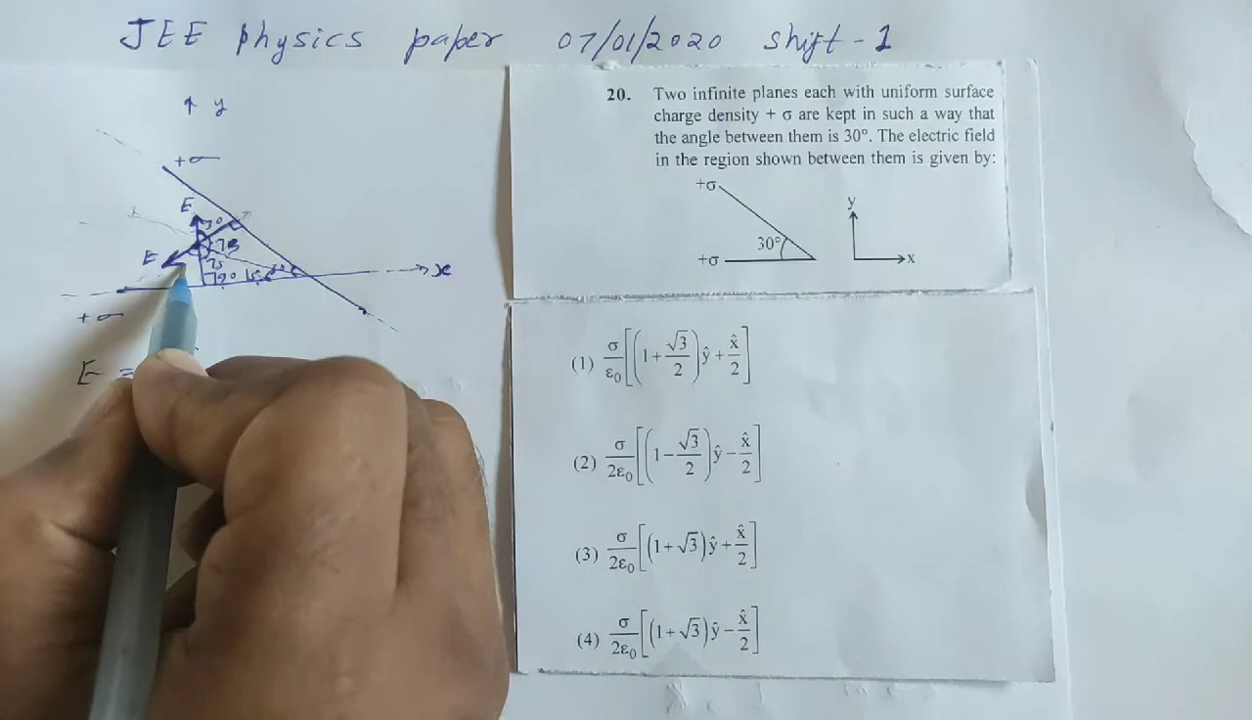 JEE physics paper 07/01/2020 shift-1
↑ y
+σ
E
E
75
90 15
x
+σ
E =
20. Two infinite planes each with uniform surface
charge density + σ are kept in such a way that
the angle between them is 30°. The electric field
in the region shown between them is given by:
+σ
30°
+σ
y
x
(1) σ/ε₀ [(1+√3/2)ŷ+x̂/2]
(2) σ/2ε₀ [(1−√3/2)ŷ−x̂/2]
(3) σ/2ε₀ [(1+√3)ŷ+x̂/2]
(4) σ/2ε₀ [(1+√3)ŷ−x̂/2]